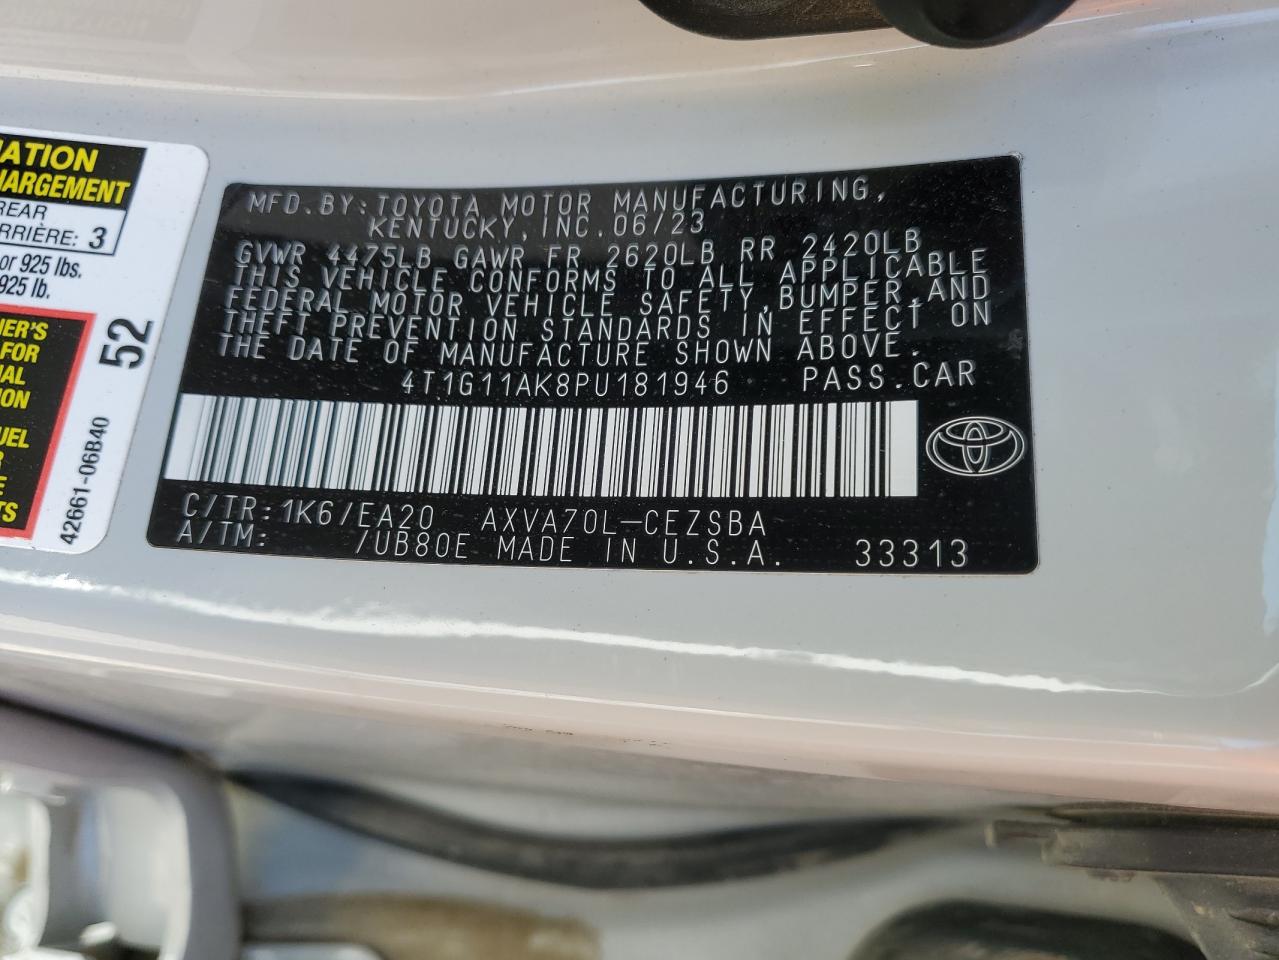 MFD.BY:TOYOTA MOTOR MANUFACTURING,
KENTUCKY, INC.06/23
GVWR 4475LB GAWR FR 2620LB RR 2420LB
THIS VEHICLE CONFORMS TO ALL APPLICABLE
FEDERAL MOTOR VEHICLE SAFETY,BUMPER,AND
THEFT PREVENTION STANDARDS IN EFFECT ON
THE DATE OF MANUFACTURE SHOWN ABOVE.
4T1G11AK8PU181946 PASS.CAR
C/TR:1K6/EA20 AXVA70L-CEZSBA
A/TM: /UB80E MADE IN U.S.A. 33313
REAR
3
or 925 lbs.
925 lb.
FOR
52
42661-06B40